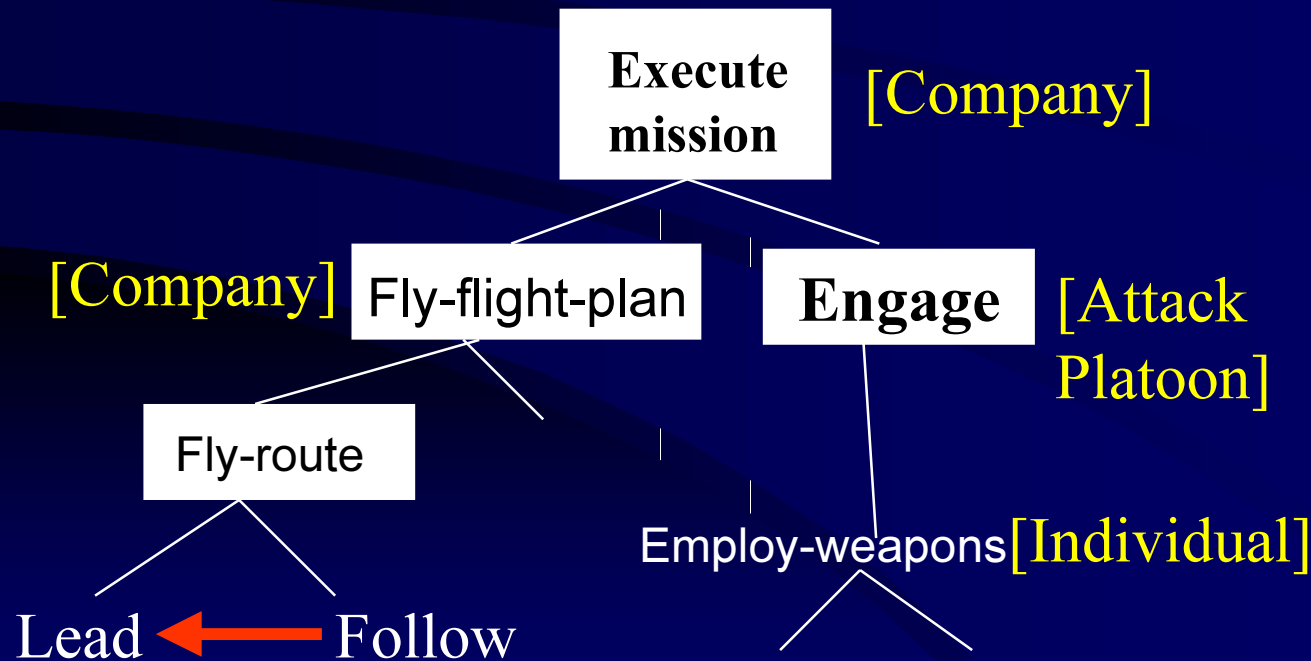 Execute
mission
[Company]
[Company]
Fly-flight-plan
Engage
[Attack
Platoon]
Fly-route
Employ-weapons
[Individual]
Lead
Follow